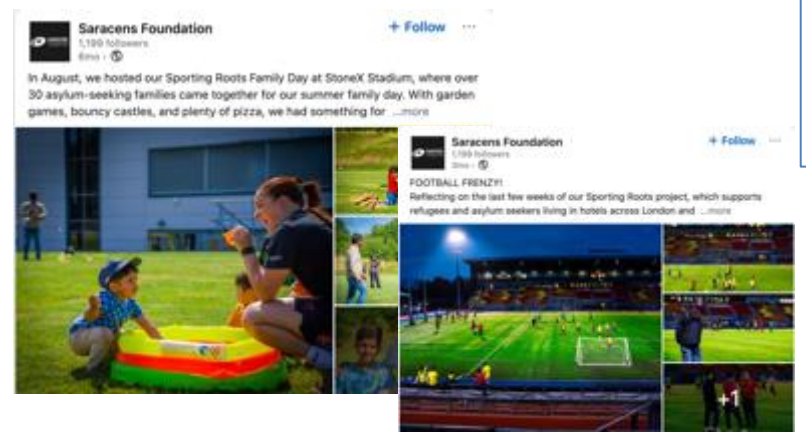 Saracens Foundation
+ Follow ...
1,199 followers
6mo •
In August, we hosted our Sporting Roots Family Day at StoneX Stadium, where over
30 asylum-seeking families came together for our summer family day. With garden
games, bouncy castles, and plenty of pizza, we had something for ...more
Saracens Foundation
+ Follow ...
1,199 followers
FOOTBALL FRENZY!
Reflecting on the last few weeks of our Sporting Roots project, which supports
refugees and asylum seekers living in hotels across London and ...more
+1